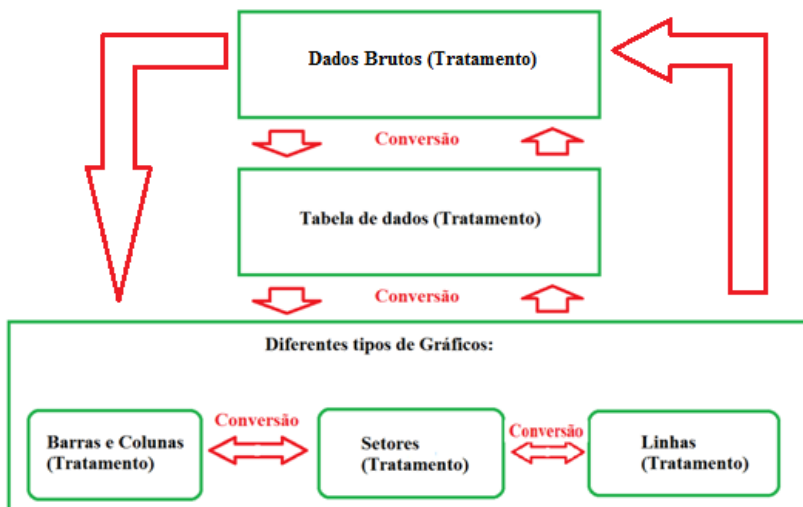 Dados Brutos (Tratamento)
Conversão
Tabela de dados (Tratamento)
Conversão
Diferentes tipos de Gráficos:
Barras e Colunas
(Tratamento)
Conversão
Setores
(Tratamento)
Conversão
Linhas
(Tratamento)